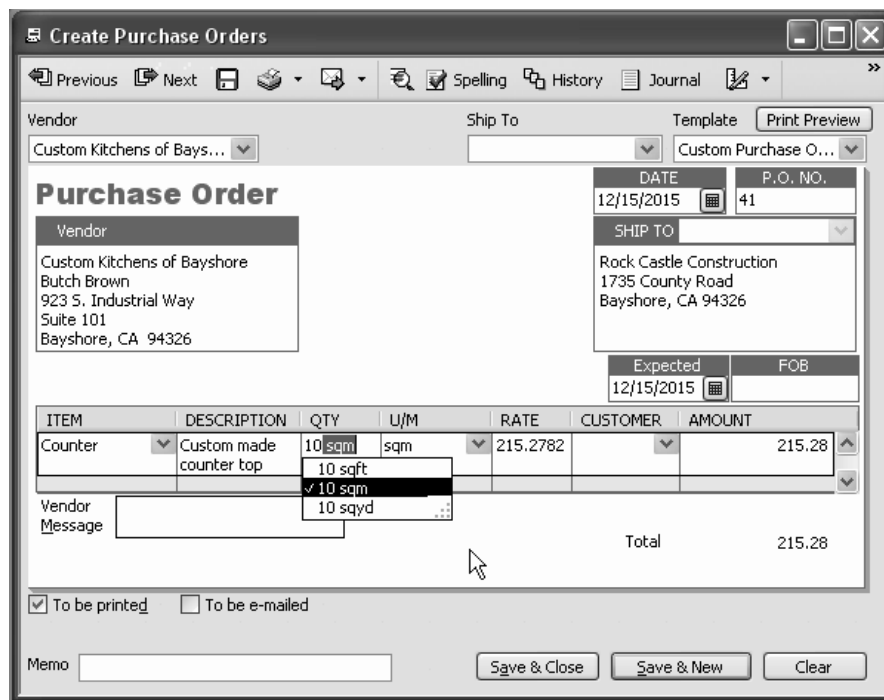 Create Purchase Orders
Previous Next Spelling History Journal »
Vendor Ship To Template Print Preview
Custom Kitchens of Bays... Custom Purchase O...
Purchase Order
DATE P.O. NO.
12/15/2015 41
Vendor
SHIP TO
Custom Kitchens of Bayshore
Butch Brown
923 S. Industrial Way
Suite 101
Bayshore, CA 94326
Rock Castle Construction
1735 County Road
Bayshore, CA 94326
Expected FOB
12/15/2015
ITEM DESCRIPTION QTY U/M RATE CUSTOMER AMOUNT
Counter Custom made 10 sqm sqm 215.2782 215.28
counter top
10 sqft
✓ 10 sqm
10 sqyd
Vendor
Message
Total 215.28
To be printed To be e-mailed
Memo Save & Close Save & New Clear